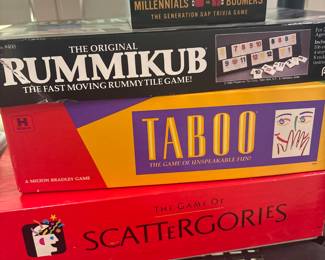 MILLENNIALS BOOMERS
THE GENERATION GAP TRIVIA GAME
THE ORIGINAL
RUMMIKUB
THE FAST MOVING RUMMY TILE GAME!
TABOO
THE GAME OF UNSPEAKABLE FUN!
A MILTON BRADLEY GAME
THE GAME OF
SCATTERGORIES